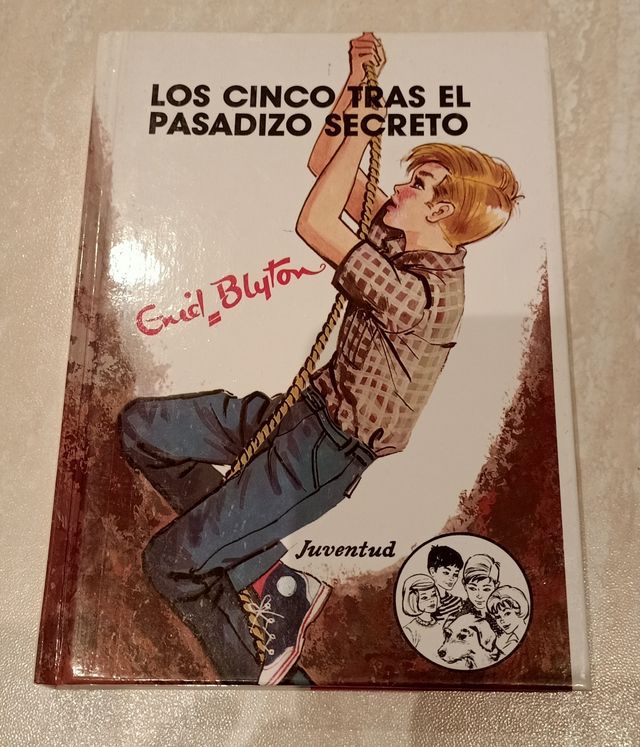 LOS CINCO TRAS EL
PASADIZO SECRETO
Enid Blyton
Juventud